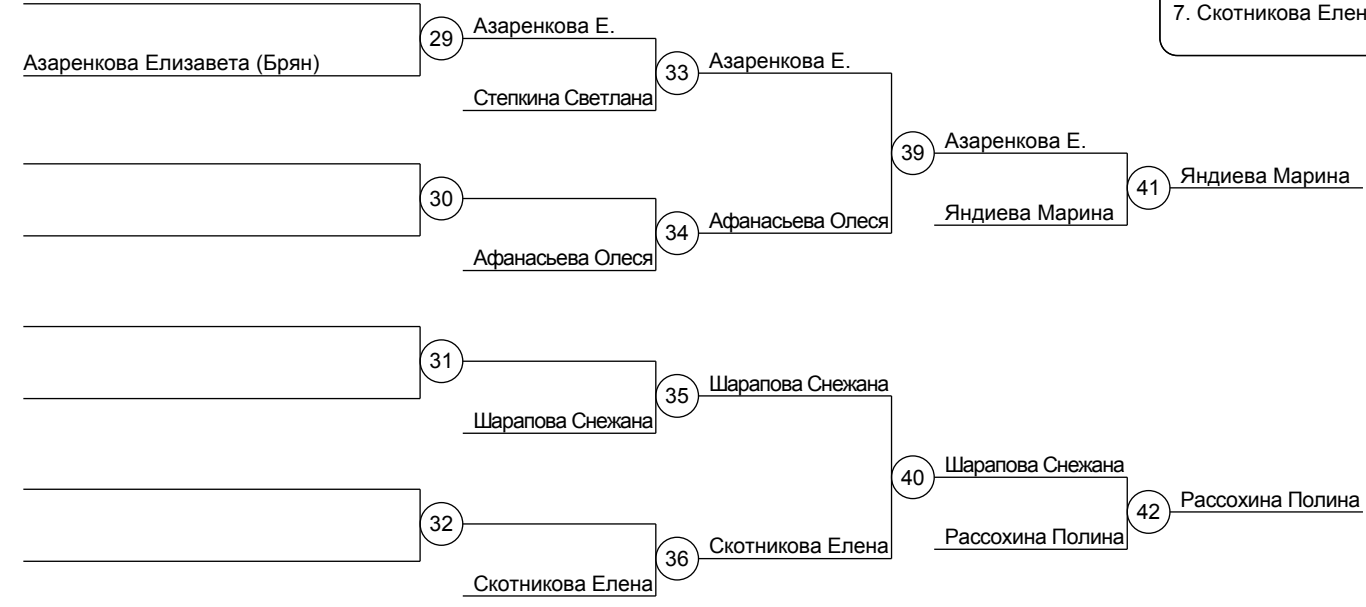 7. Скотникова Елен
29
Азаренкова Е.
Азаренкова Елизавета (Брян)
33
Азаренкова Е.
Степкина Светлана
39
Азаренкова Е.
41
Яндиева Марина
30
Яндиева Марина
34
Афанасьева Олеся
Афанасьева Олеся
31
35
Шарапова Снежана
Шарапова Снежана
40
Шарапова Снежана
42
Рассохина Полина
32
Рассохина Полина
36
Скотникова Елена
Скотникова Елена